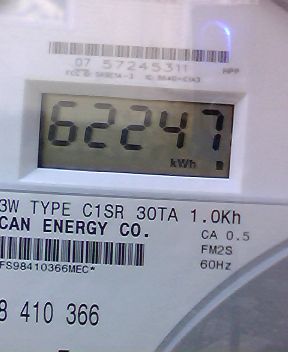 07 57245311
62247
kWh
3W TYPE C1SR 30TA 1.0Kh
CAN ENERGY CO.
CA 0.5
FM2S
60Hz
FS98410366MEC*
8 410 366